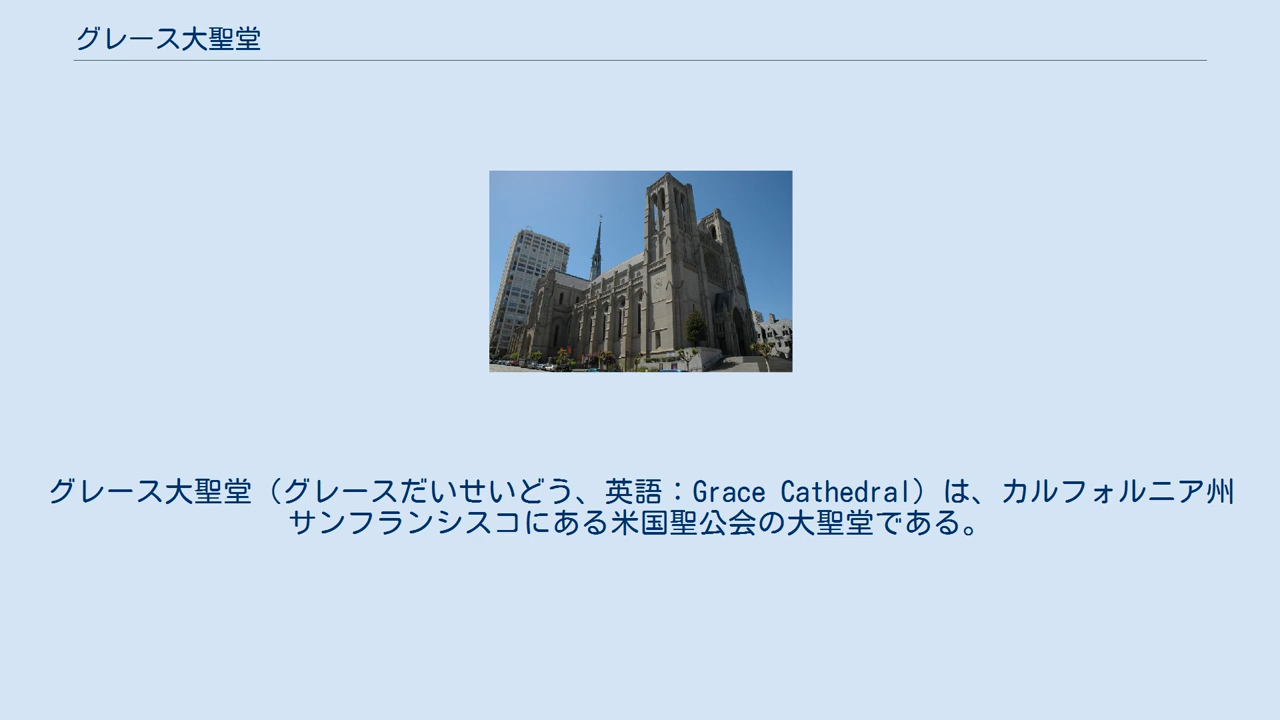 グレース大聖堂
グレース大聖堂（グレースだいせいどう、英語：Grace Cathedral）は、カルフォルニア州
サンフランシスコにある米国聖公会の大聖堂である。